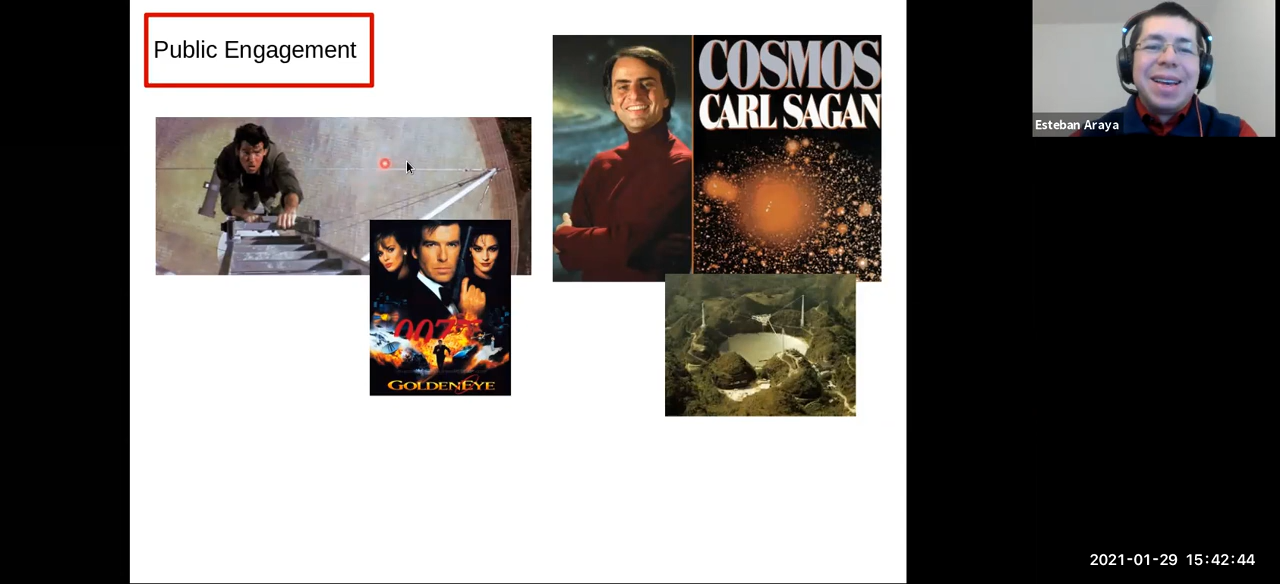 Public Engagement
COSMOS
CARL SAGAN
Esteban Araya
007
GOLDENEYE
2021-01-29 15:42:44